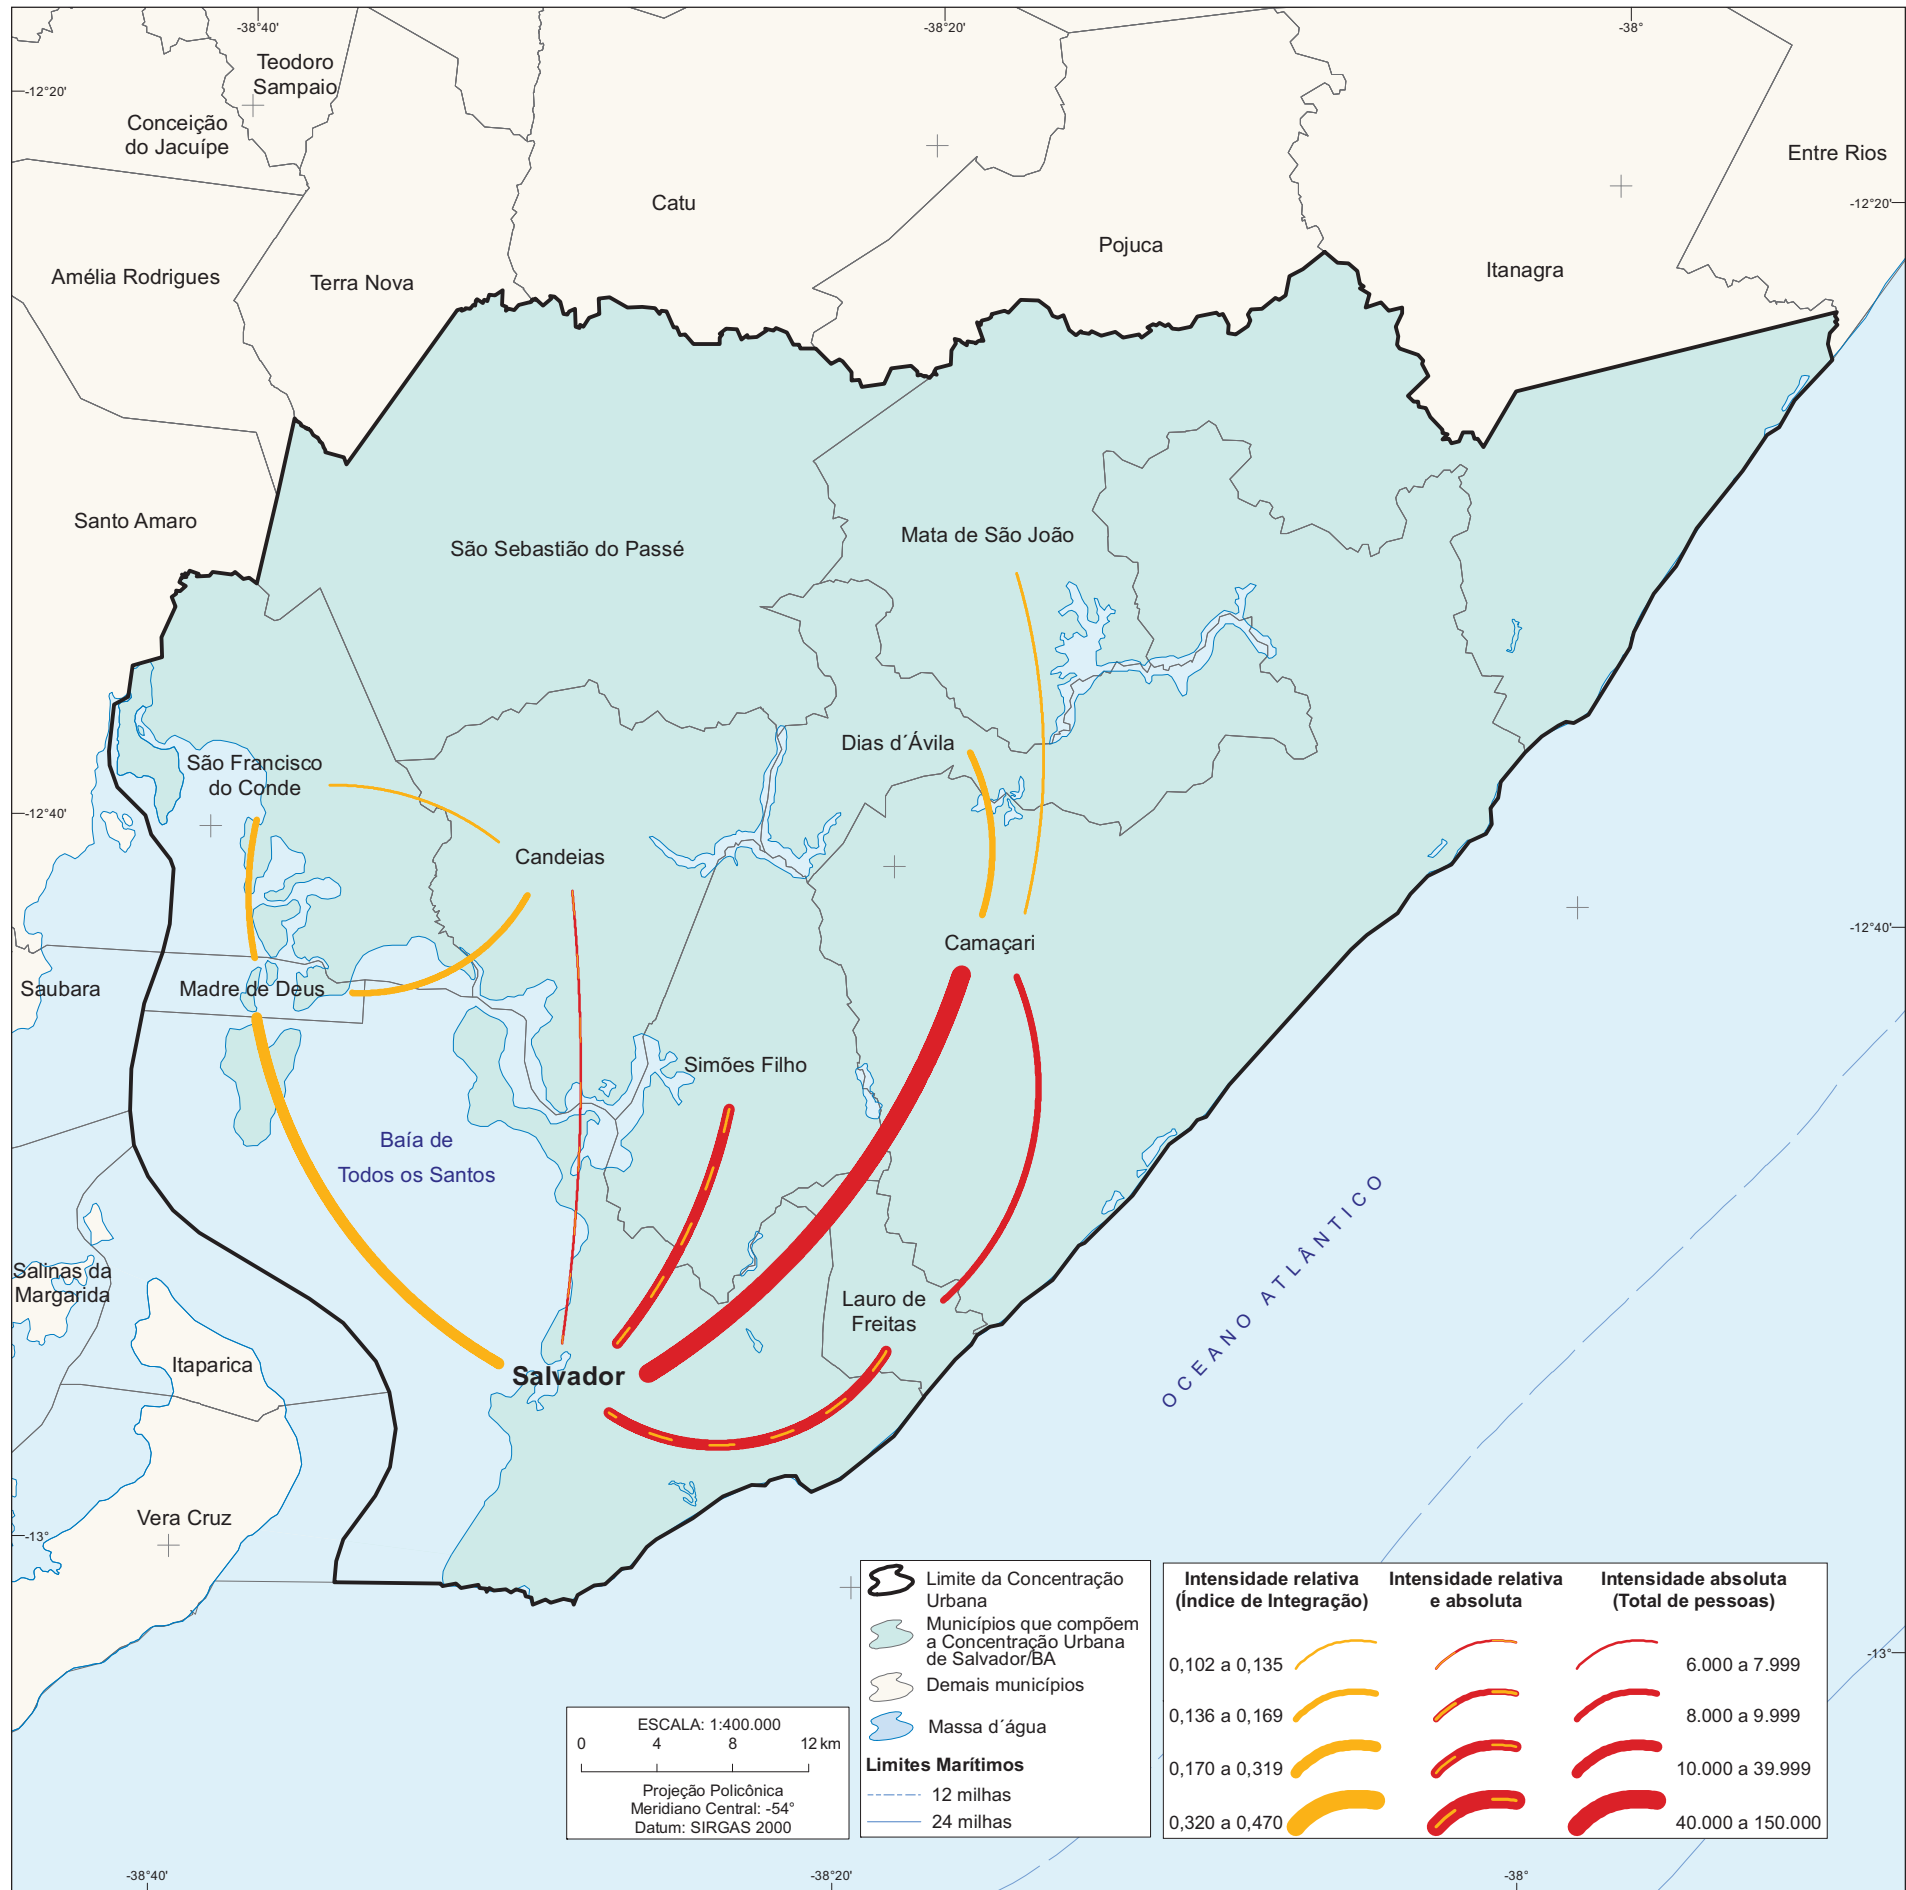 -38°40'
-38°20'
-38°
Teodoro
Sampaio
-12°20'
Conceição
do Jacuípe
Entre Rios
Catu
-12°20'
Pojuca
Itanagra
Amélia Rodrigues
Terra Nova
Santo Amaro
São Sebastião do Passé
Mata de São João
Dias d´Ávila
São Francisco
do Conde
-12°40'
Candeias
-12°40'
Camaçari
Saubara
Madre de Deus
Simões Filho
Baía de
Todos os Santos
OCEANO ATLÂNTICO
Salinas da
Margarida
Lauro de
Freitas
Itaparica
Salvador
Vera Cruz
-13°
-13°
ESCALA: 1:400.000
0 4 8 12 km
Projeção Policônica
Meridiano Central: -54°
Datum: SIRGAS 2000
Limite da Concentração
Urbana
Municípios que compõem
a Concentração Urbana
de Salvador/BA
Demais municípios
Massa d´água
Limites Marítimos
12 milhas
24 milhas
Intensidade relativa
(Índice de Integração)
Intensidade relativa
e absoluta
Intensidade absoluta
(Total de pessoas)
0,102 a 0,135
6.000 a 7.999
0,136 a 0,169
8.000 a 9.999
0,170 a 0,319
10.000 a 39.999
0,320 a 0,470
40.000 a 150.000
-38°40'
-38°20'
-38°